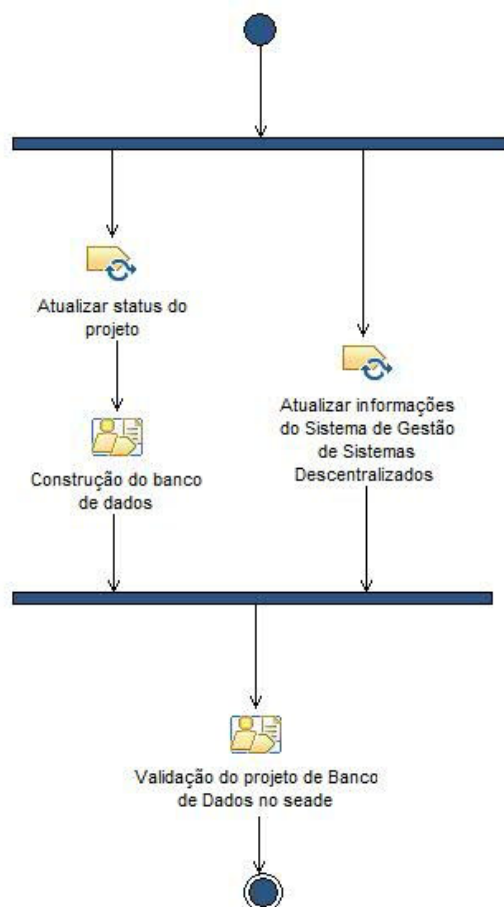 Atualizar status do
projeto
Construção do banco
de dados
Atualizar informações
do Sistema de Gestão
de Sistemas
Descentralizados
Validação do projeto de Banco
de Dados no seade